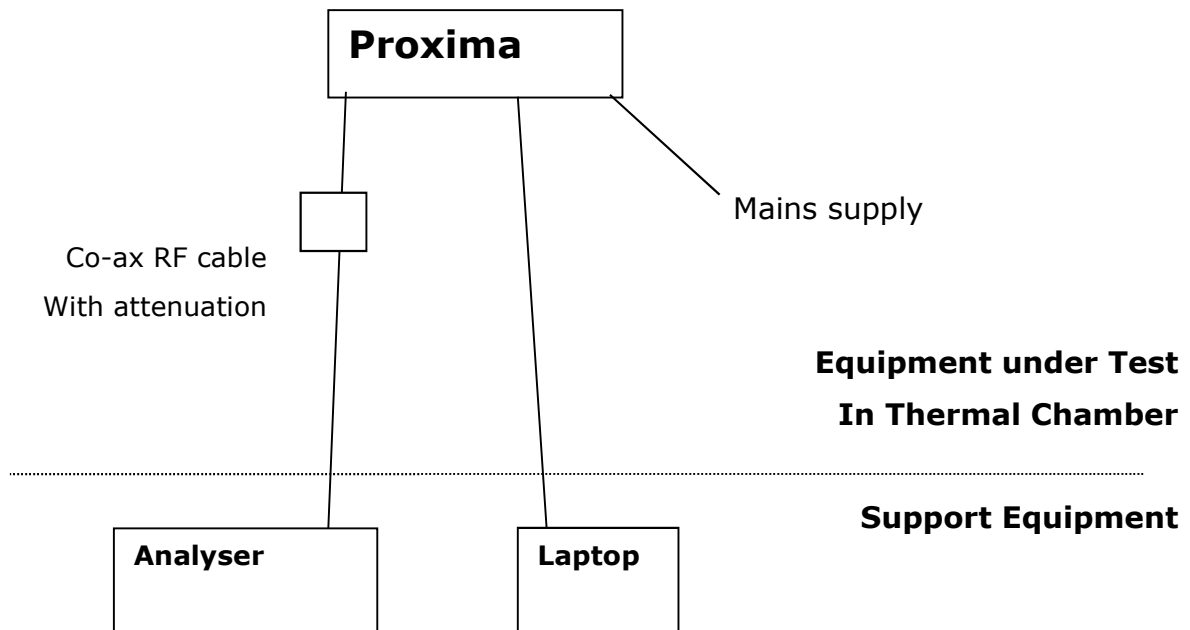 Proxima
Mains supply
Co-ax RF cable
With attenuation
Equipment under Test
In Thermal Chamber
Support Equipment
Analyser
Laptop